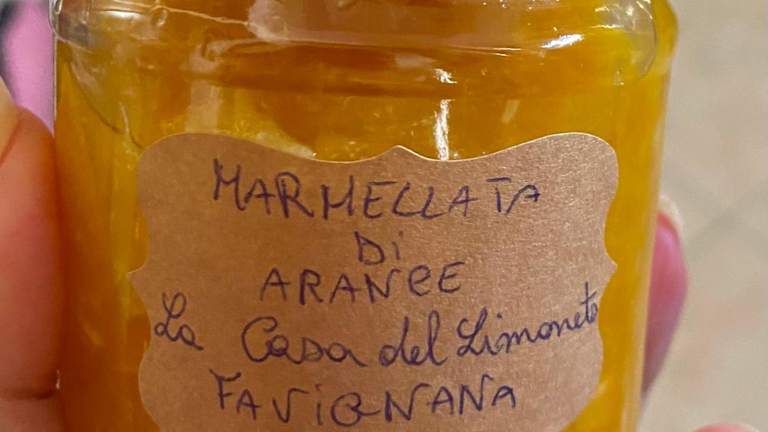 MARMELLATA
Di
ARANCE
La Casa del Limoneto
FAViGNANA